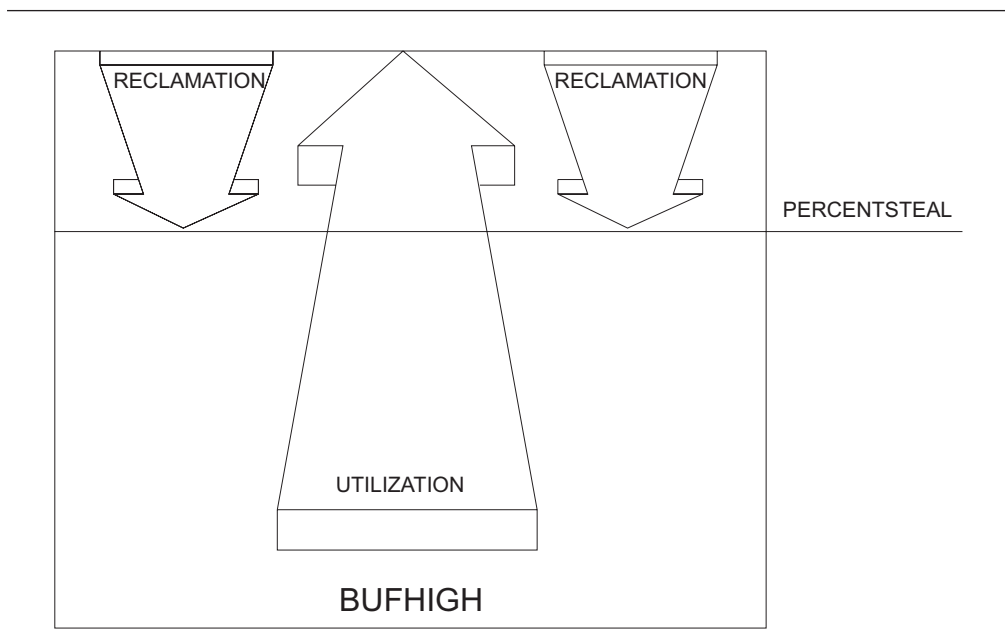 RECLAMATION
RECLAMATION
PERCENTSTEAL
UTILIZATION
BUFHIGH